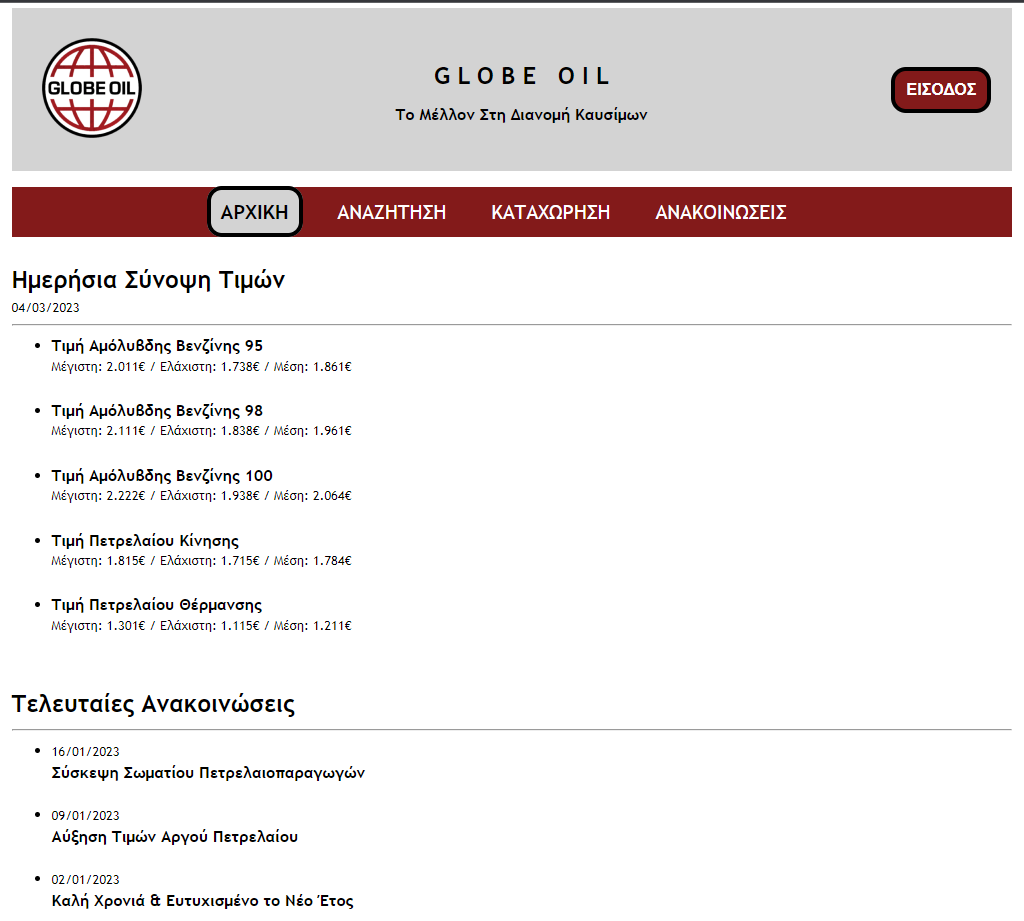 GLOBE OIL
GLOBE OIL
Το Μέλλον Στη Διανομή Καυσίμων
ΕΙΣΟΔΟΣ
ΑΡΧΙΚΗ ΑΝΑΖΗΤΗΣΗ ΚΑΤΑΧΩΡΗΣΗ ΑΝΑΚΟΙΝΩΣΕΙΣ
Ημερήσια Σύνοψη Τιμών
04/03/2023
• Τιμή Αμόλυβδης Βενζίνης 95
Μέγιστη: 2.011€ / Ελάχιστη: 1.738€ / Μέση: 1.861€
• Τιμή Αμόλυβδης Βενζίνης 98
Μέγιστη: 2.111€ / Ελάχιστη: 1.838€ / Μέση: 1.961€
• Τιμή Αμόλυβδης Βενζίνης 100
Μέγιστη: 2.222€ / Ελάχιστη: 1.938€ / Μέση: 2.064€
• Τιμή Πετρελαίου Κίνησης
Μέγιστη: 1.815€ / Ελάχιστη: 1.715€ / Μέση: 1.784€
• Τιμή Πετρελαίου Θέρμανσης
Μέγιστη: 1.301€ / Ελάχιστη: 1.115€ / Μέση: 1.211€
Τελευταίες Ανακοινώσεις
• 16/01/2023
Σύσκεψη Σωματίου Πετρελαιοπαραγωγών
• 09/01/2023
Αύξηση Τιμών Αργού Πετρελαίου
• 02/01/2023
Καλή Χρονιά & Ευτυχισμένο το Νέο Έτος